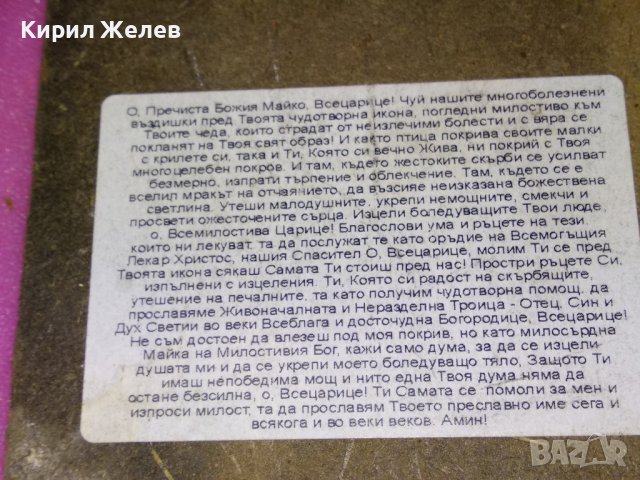 Кирил Желев
О, Пречиста Божия Майко, Всецарице! Чуй нашите многоболезнени
въздишки пред Твоята чудотворна икона, погледни милостиво към
Твоите чеда, които страдат от неизлечими болести и с вяра се
покланят на Твоя свят образ! И както птица покрива своите малки
с крилете си, така и Ти, Която си вечно Жива, ни покрий с Твоя
многоцелебен покров. И там, където жестоките скърби се усилват
безмерно, изпрати търпение и облекчение. Там, където се е
вселил мракът на отчаянието, да възсияе неизказана божествена
светлина. Утеши малодушните, укрепи немощните, смекчи и
просвети ожесточените сърца. Изцели боледуващите Твои люде,
о, Всемилостива Царице! Благослови ума и ръцете на тези,
които ни лекуват, та да послужат те като оръдие на Всемогъщия
Лекар Христос, нашия Спасител О, Всецарице, молим Ти се пред
Твоята икона сякаш Самата Ти стоиш пред нас! Простри ръцете Си,
изпълнени с изцеления. Ти, Която си радост на скърбящите,
утешение на печалните, та като получим чудотворна помощ, да
прославяме Живоначалната и Неразделна Троица - Отец, Син и
Дух Светии во веки Всеблага и досточудна Богородице, Всецарице!
Не съм достоен да влезеш под моя покрив, но като милосърдна
Майка на Милостивия Бог, кажи само дума, за да се изцели
душата ми и да се укрепи моето боледуващо тяло, Защото Ти
имаш непобедима мощ и нито една Твоя дума няма да
остане безсилна, о, Всецарице! Ти Самата се помоли за мен и
изпроси милост, та да прославям Твоето преславно име сега и
всякога и во веки веков. Амин!
BAZAR